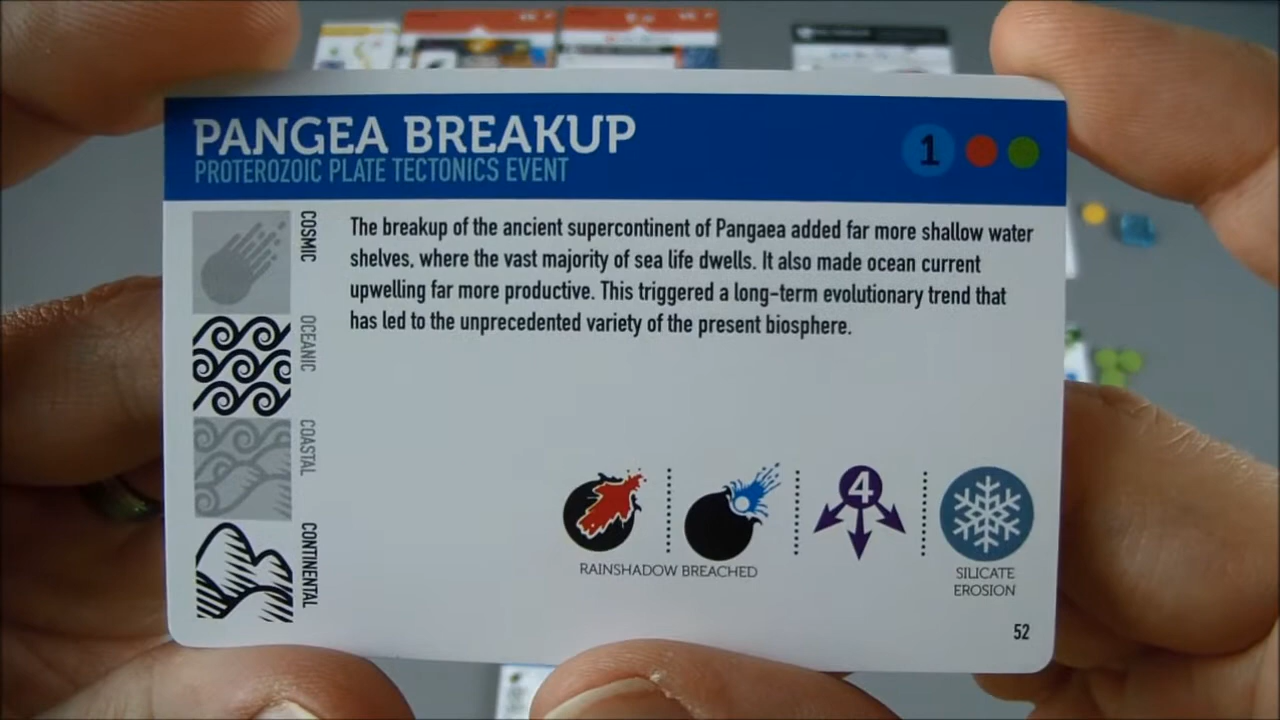 PANGEA BREAKUP
PROTEROZOIC PLATE TECTONICS EVENT
1
COSMIC
OCEANIC
COASTAL
CONTINENTAL
The breakup of the ancient supercontinent of Pangaea added far more shallow water
shelves, where the vast majority of sea life dwells. It also made ocean current
upwelling far more productive. This triggered a long-term evolutionary trend that
has led to the unprecedented variety of the present biosphere.
4
RAINSHADOW BREACHED
SILICATE
EROSION
52